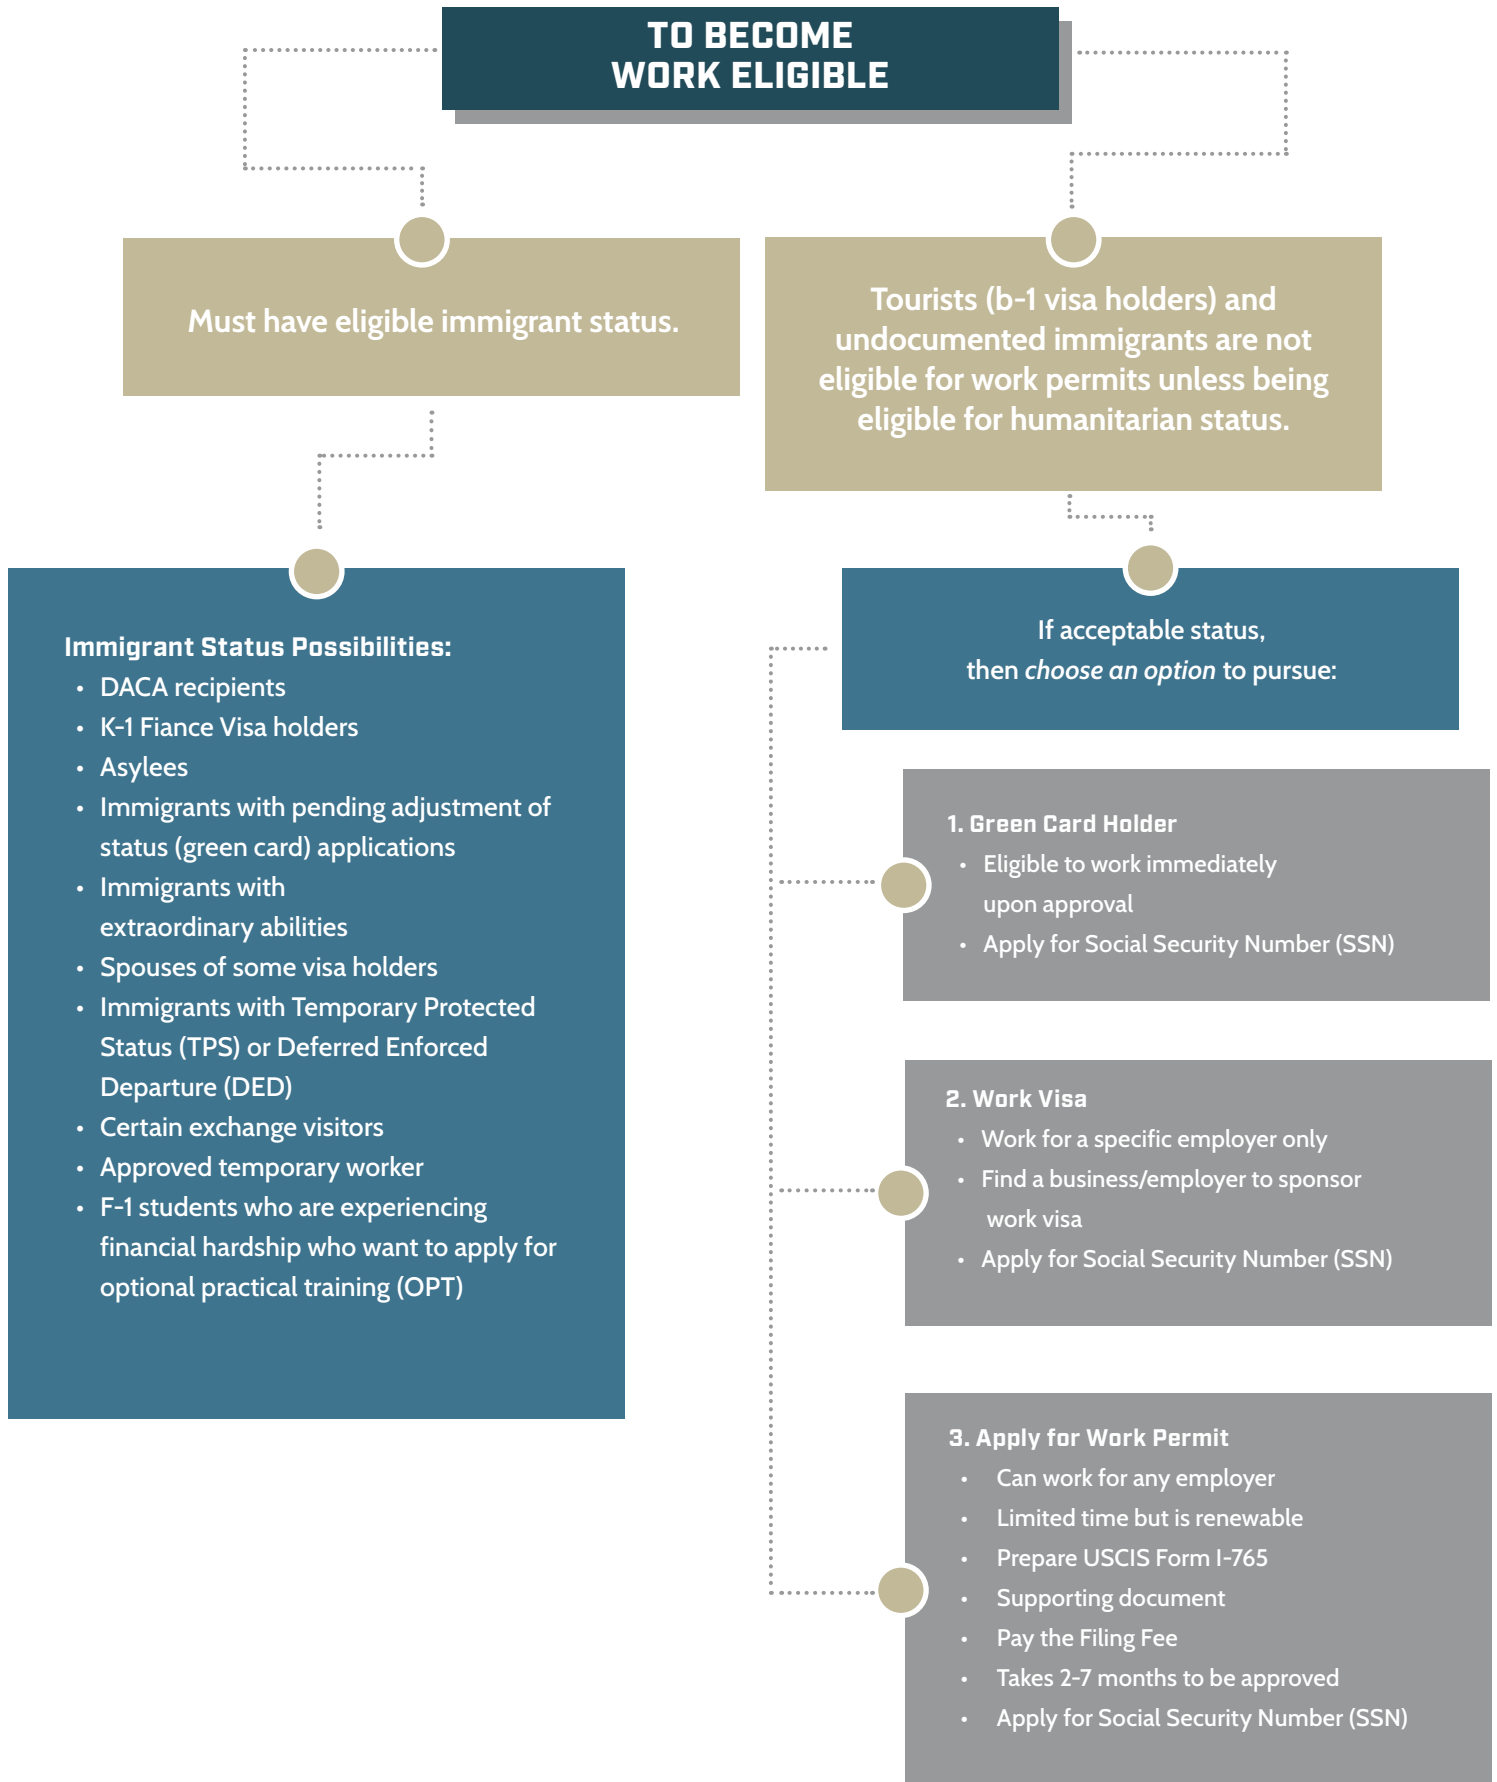 TO BECOME
WORK ELIGIBLE
Must have eligible immigrant status.
Tourists (b-1 visa holders) and
undocumented immigrants are not
eligible for work permits unless being
eligible for humanitarian status.
Immigrant Status Possibilities:
• DACA recipients
• K-1 Fiance Visa holders
• Asylees
• Immigrants with pending adjustment of
status (green card) applications
• Immigrants with
extraordinary abilities
• Spouses of some visa holders
• Immigrants with Temporary Protected
Status (TPS) or Deferred Enforced
Departure (DED)
• Certain exchange visitors
• Approved temporary worker
• F-1 students who are experiencing
financial hardship who want to apply for
optional practical training (OPT)
If acceptable status,
then choose an option to pursue:
1. Green Card Holder
• Eligible to work immediately
upon approval
• Apply for Social Security Number (SSN)
2. Work Visa
• Work for a specific employer only
• Find a business/employer to sponsor
work visa
• Apply for Social Security Number (SSN)
3. Apply for Work Permit
• Can work for any employer
• Limited time but is renewable
• Prepare USCIS Form I-765
• Supporting document
• Pay the Filing Fee
• Takes 2-7 months to be approved
• Apply for Social Security Number (SSN)